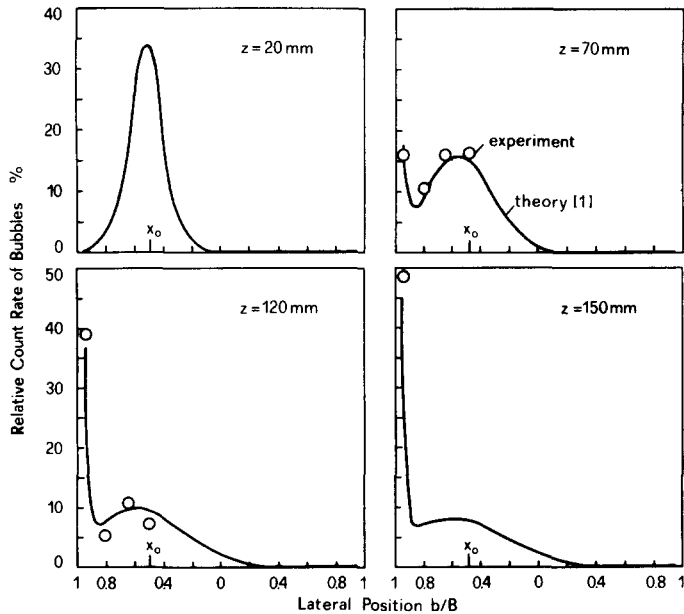 Relative Count Rate of Bubbles %
40
30
20
10
0
z = 20 mm
x₀
z = 70 mm
experiment
theory [1]
x₀
50
40
30
20
10
0
z = 120 mm
x₀
z = 150 mm
x₀
1 0.8 0.4 0 0.4 0.8 1
1 0.8 0.4 0 0.4 0.8 1
Lateral Position b/B